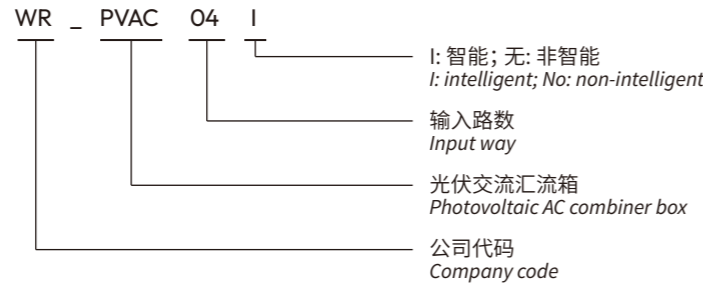 WR _ PVAC 04 I
I: 智能; 无: 非智能
I: intelligent; No: non-intelligent
输入路数
Input way
光伏交流汇流箱
Photovoltaic AC combiner box
公司代码
Company code